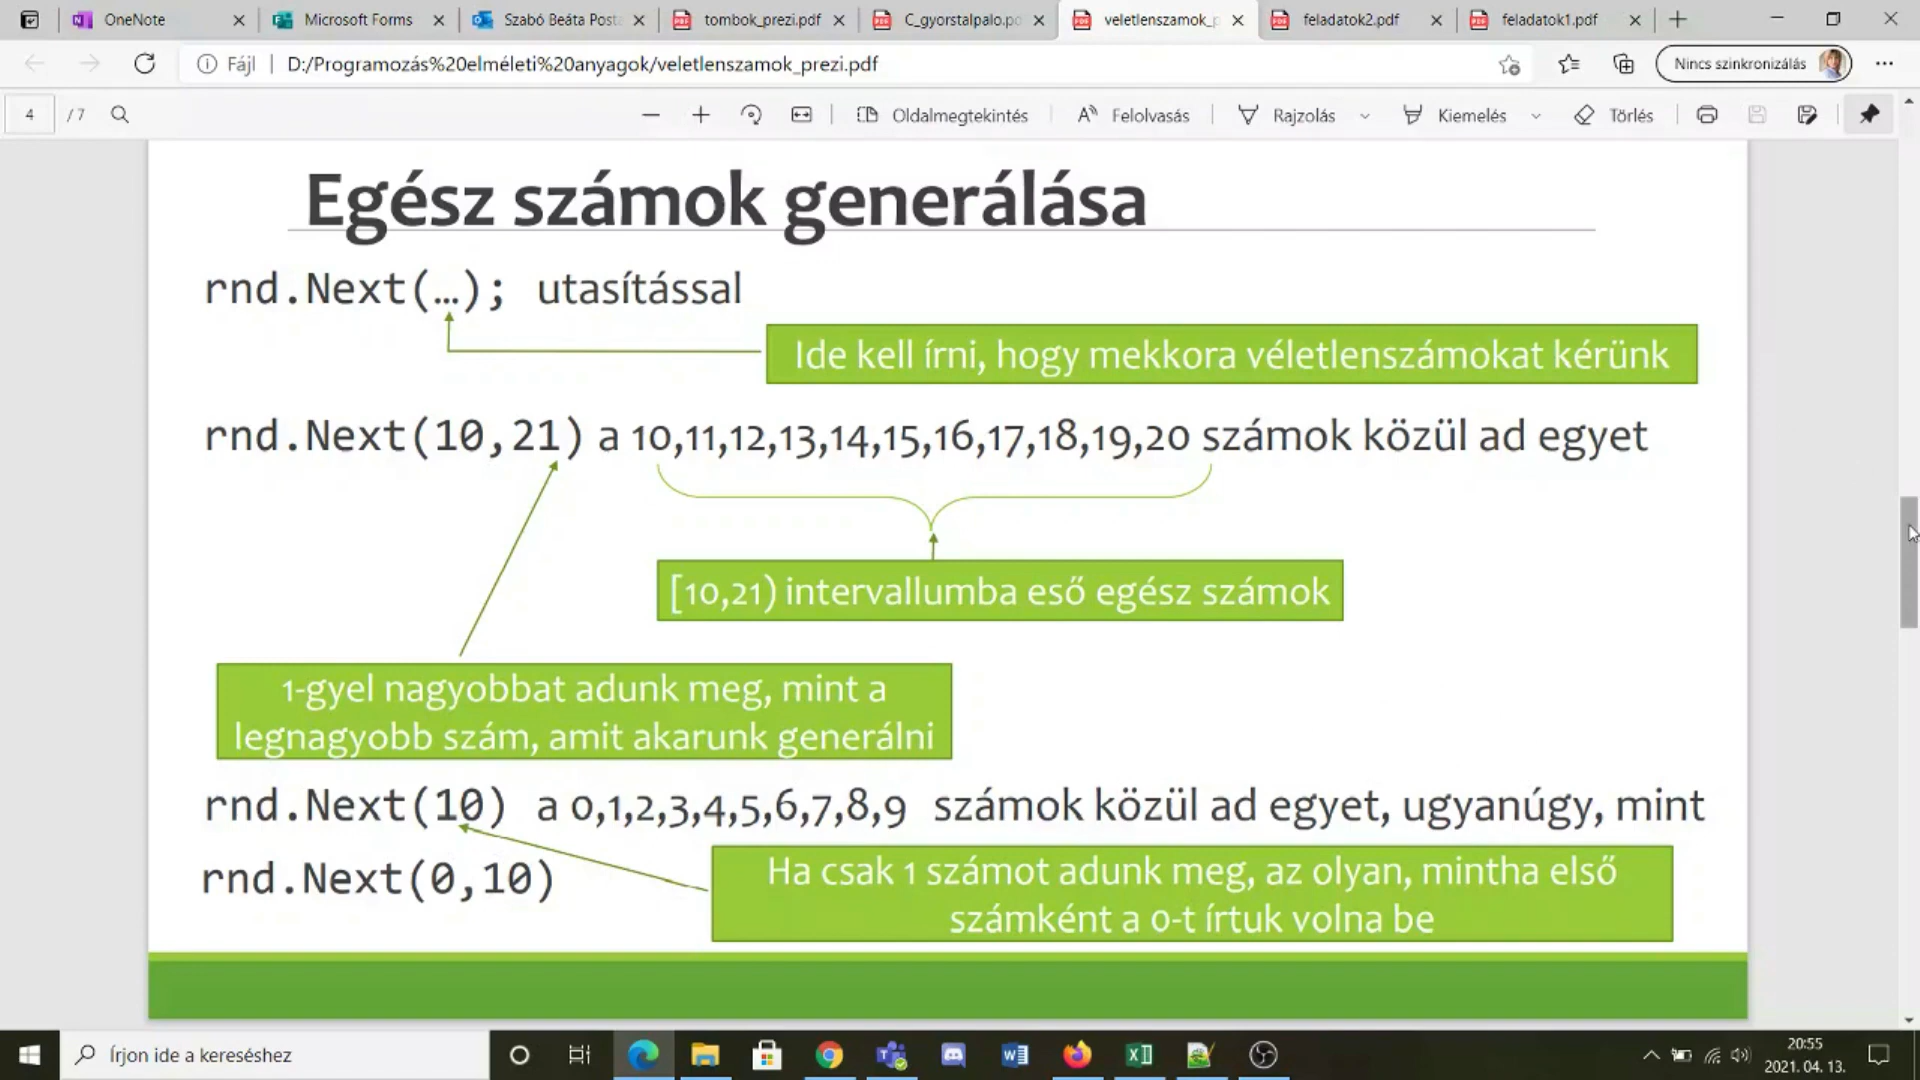 OneNote
Microsoft Forms
Szabó Beáta Post
tombok_prezi.pdf
C_gyorstalpalo.po
veletlenszamok_p
feladatok2.pdf
feladatok1.pdf
Fájl
D:/Programozás%20elméleti%20anyagok/veletlenszamok_prezi.pdf
Nincs szinkronizálás
4 / 7
Oldalmegtekintés
Felolvasás
Rajzolás
Kiemelés
Törlés
Egész számok generálása
rnd.Next(…); utasítással
Ide kell írni, hogy mekkora véletlenszámokat kérünk
rnd.Next(10,21) a 10,11,12,13,14,15,16,17,18,19,20 számok közül ad egyet
[10,21) intervallumba eső egész számok
1-gyel nagyobbat adunk meg, mint a
legnagyobb szám, amit akarunk generálni
rnd.Next(10) a 0,1,2,3,4,5,6,7,8,9 számok közül ad egyet, ugyanúgy, mint
rnd.Next(0,10)
Ha csak 1 számot adunk meg, az olyan, mintha első
számként a 0-t írtuk volna be
Írjon ide a kereséshez
20:55
2021. 04. 13.